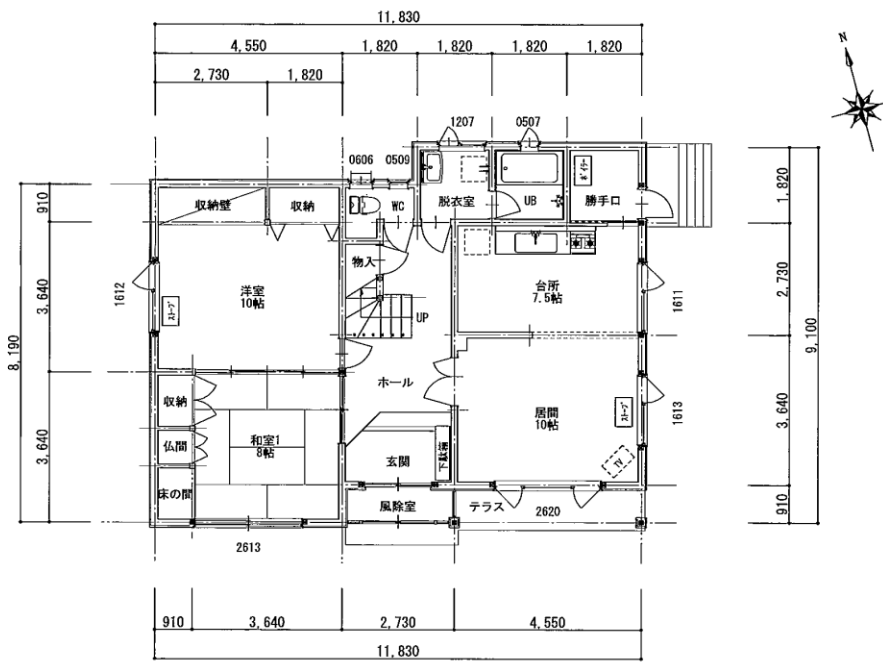 11,830
4,550
1,820
1,820
1,820
1,820
2,730
1,820
N
1207
0507
0606
0509
ﾎﾞｲﾗｰ
910
収納壁
収納
WC
脱衣室
UB
勝手口
1,820
物入
台所
7.5帖
2,730
洋室
10帖
1612
ｽﾄｰﾌﾞ
UP
1611
3,640
8,190
9,100
ホール
収納
居間
10帖
ｽﾄｰﾌﾞ
1613
3,640
和室1
8帖
仏間
玄関
下駄箱
TV
3,640
床の間
風除室
テラス
2620
910
2613
910
3,640
2,730
4,550
11,830